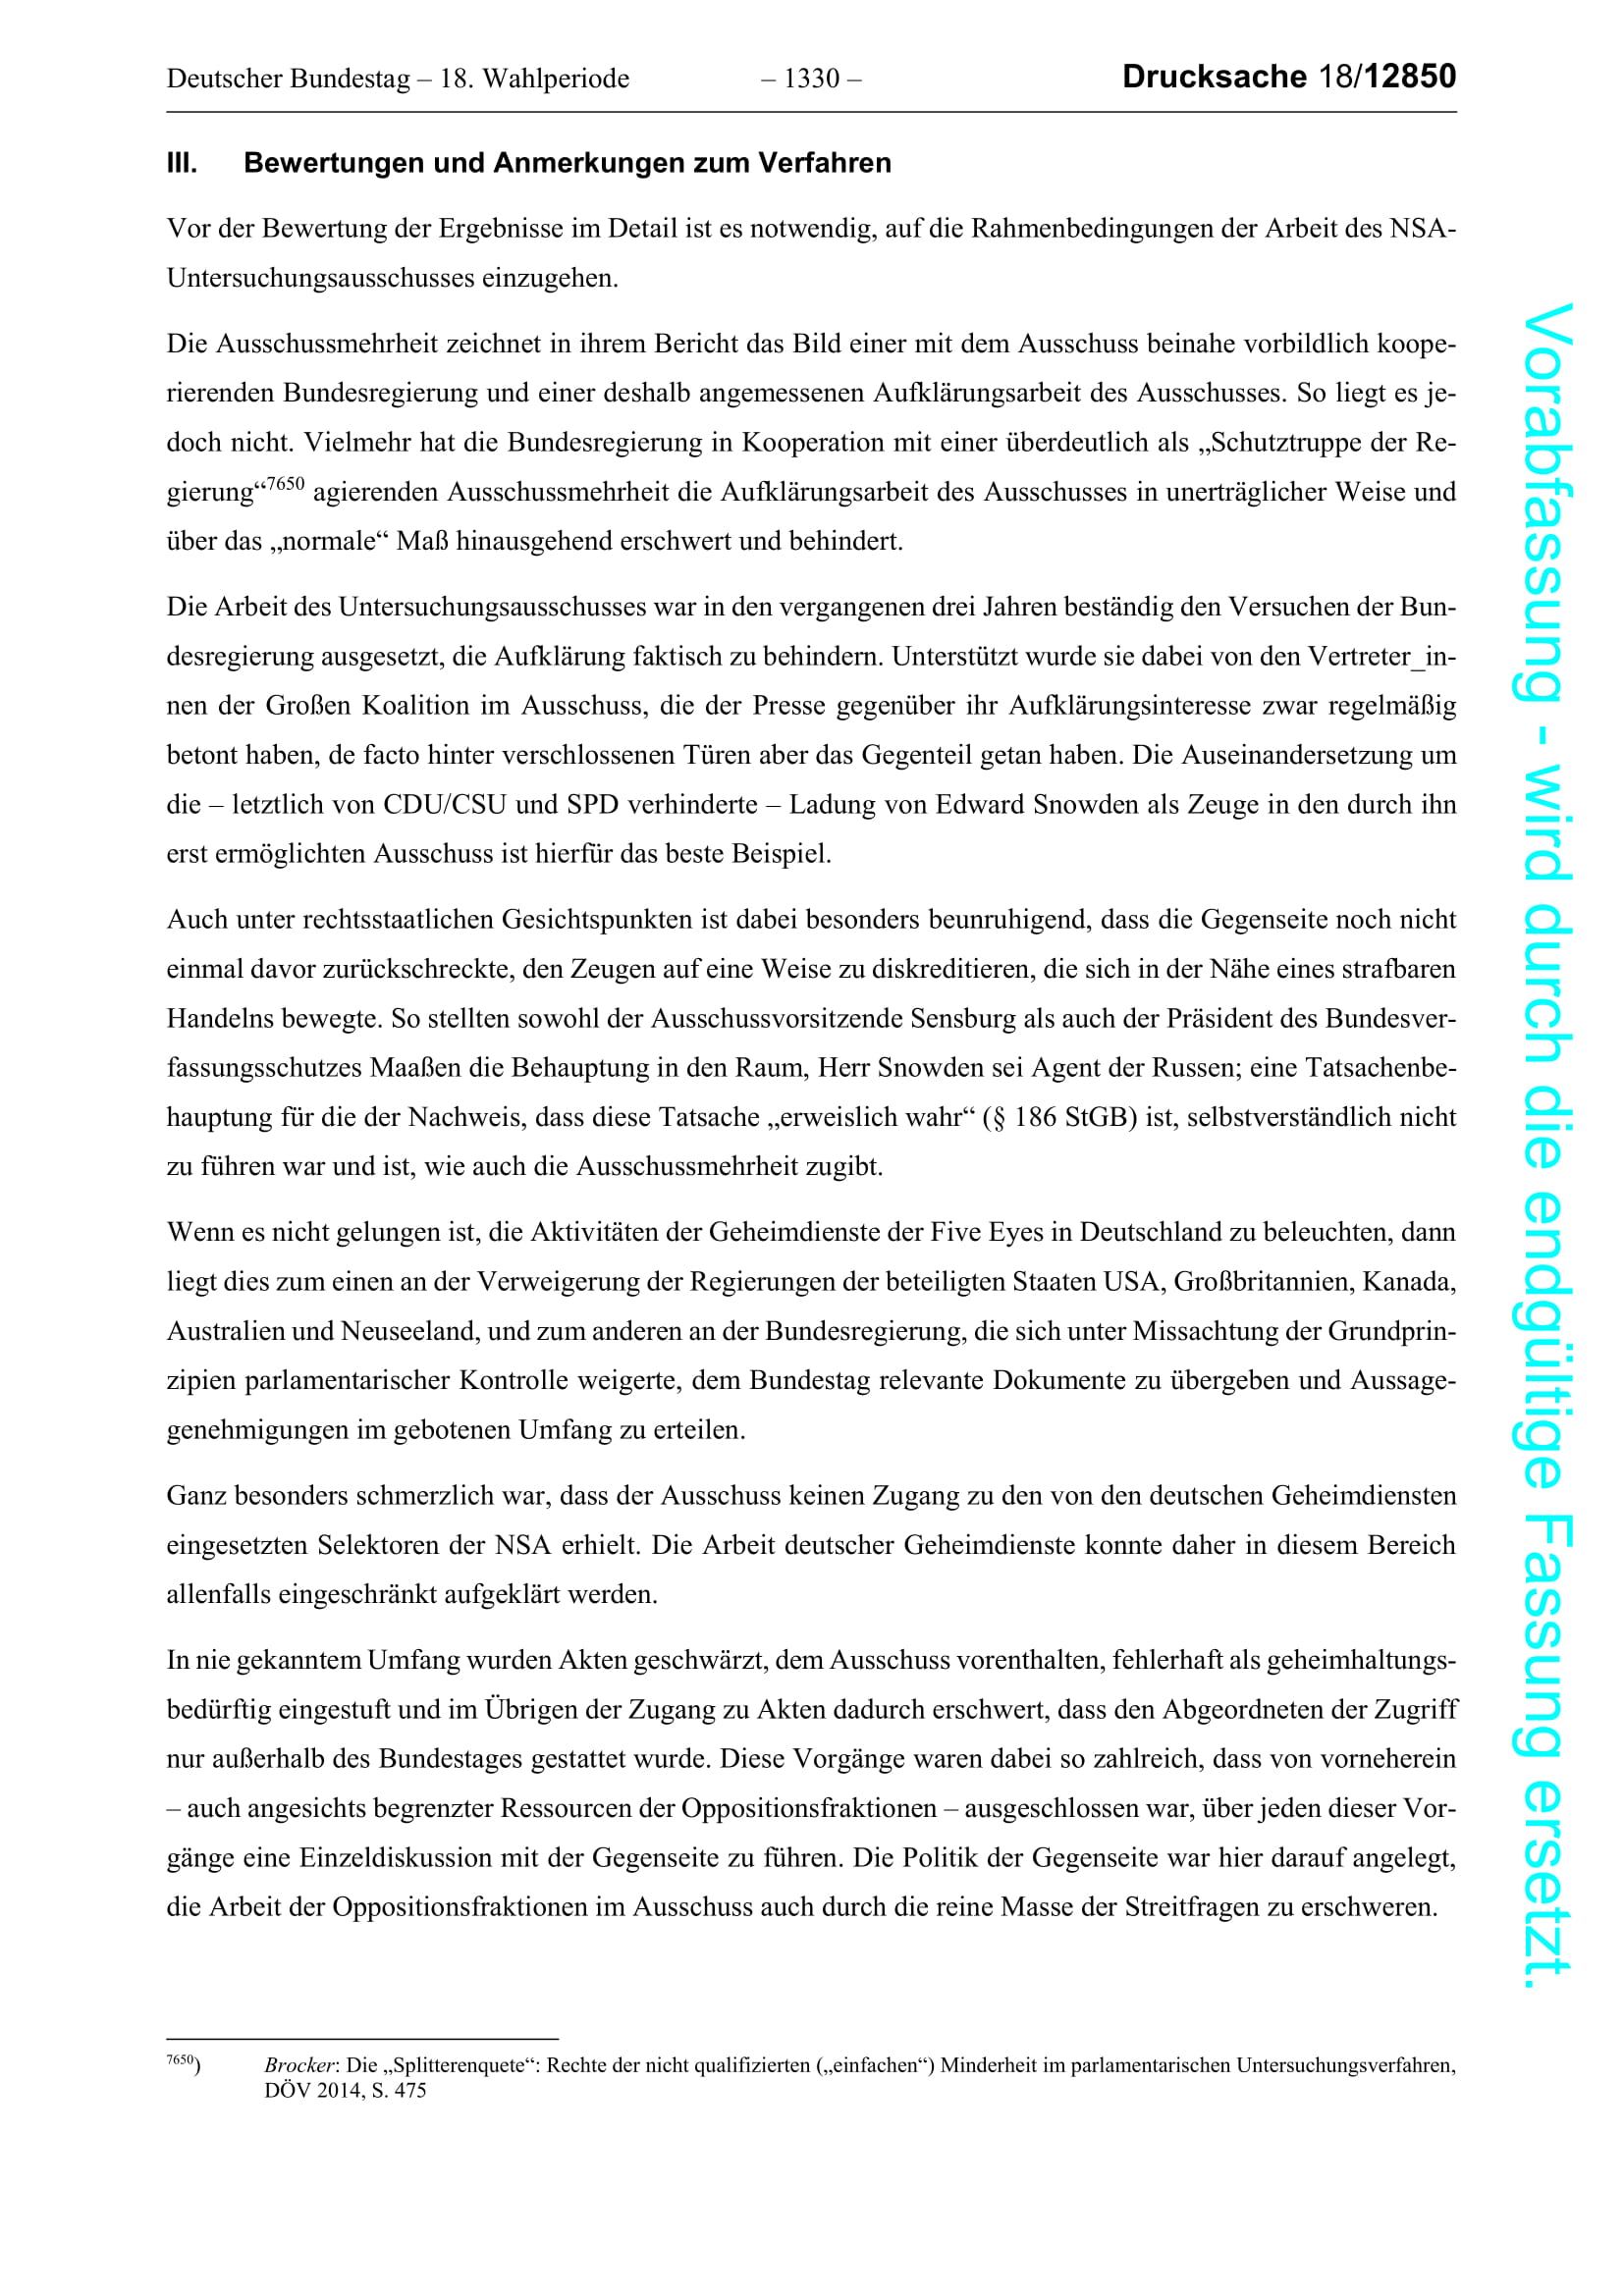 Deutscher Bundestag – 18. Wahlperiode – 1330 – Drucksache 18/12850
III. Bewertungen und Anmerkungen zum Verfahren
Vor der Bewertung der Ergebnisse im Detail ist es notwendig, auf die Rahmenbedingungen der Arbeit des NSA-
Untersuchungsausschusses einzugehen.
Die Ausschussmehrheit zeichnet in ihrem Bericht das Bild einer mit dem Ausschuss beinahe vorbildlich koope-
rierenden Bundesregierung und einer deshalb angemessenen Aufklärungsarbeit des Ausschusses. So liegt es je-
doch nicht. Vielmehr hat die Bundesregierung in Kooperation mit einer überdeutlich als „Schutztruppe der Re-
gierung“7650 agierenden Ausschussmehrheit die Aufklärungsarbeit des Ausschusses in unerträglicher Weise und
über das „normale“ Maß hinausgehend erschwert und behindert.
Die Arbeit des Untersuchungsausschusses war in den vergangenen drei Jahren beständig den Versuchen der Bun-
desregierung ausgesetzt, die Aufklärung faktisch zu behindern. Unterstützt wurde sie dabei von den Vertreter_in-
nen der Großen Koalition im Ausschuss, die der Presse gegenüber ihr Aufklärungsinteresse zwar regelmäßig
betont haben, de facto hinter verschlossenen Türen aber das Gegenteil getan haben. Die Auseinandersetzung um
die – letztlich von CDU/CSU und SPD verhinderte – Ladung von Edward Snowden als Zeuge in den durch ihn
erst ermöglichten Ausschuss ist hierfür das beste Beispiel.
Auch unter rechtsstaatlichen Gesichtspunkten ist dabei besonders beunruhigend, dass die Gegenseite noch nicht
einmal davor zurückschreckte, den Zeugen auf eine Weise zu diskreditieren, die sich in der Nähe eines strafbaren
Handelns bewegte. So stellten sowohl der Ausschussvorsitzende Sensburg als auch der Präsident des Bundesver-
fassungsschutzes Maaßen die Behauptung in den Raum, Herr Snowden sei Agent der Russen; eine Tatsachenbe-
hauptung für die der Nachweis, dass diese Tatsache „erweislich wahr“ (§ 186 StGB) ist, selbstverständlich nicht
zu führen war und ist, wie auch die Ausschussmehrheit zugibt.
Wenn es nicht gelungen ist, die Aktivitäten der Geheimdienste der Five Eyes in Deutschland zu beleuchten, dann
liegt dies zum einen an der Verweigerung der Regierungen der beteiligten Staaten USA, Großbritannien, Kanada,
Australien und Neuseeland, und zum anderen an der Bundesregierung, die sich unter Missachtung der Grundprin-
zipien parlamentarischer Kontrolle weigerte, dem Bundestag relevante Dokumente zu übergeben und Aussage-
genehmigungen im gebotenen Umfang zu erteilen.
Ganz besonders schmerzlich war, dass der Ausschuss keinen Zugang zu den von den deutschen Geheimdiensten
eingesetzten Selektoren der NSA erhielt. Die Arbeit deutscher Geheimdienste konnte daher in diesem Bereich
allenfalls eingeschränkt aufgeklärt werden.
In nie gekanntem Umfang wurden Akten geschwärzt, dem Ausschuss vorenthalten, fehlerhaft als geheimhaltungs-
bedürftig eingestuft und im Übrigen der Zugang zu Akten dadurch erschwert, dass den Abgeordneten der Zugriff
nur außerhalb des Bundestages gestattet wurde. Diese Vorgänge waren dabei so zahlreich, dass von vorneherein
– auch angesichts begrenzter Ressourcen der Oppositionsfraktionen – ausgeschlossen war, über jeden dieser Vor-
gänge eine Einzeldiskussion mit der Gegenseite zu führen. Die Politik der Gegenseite war hier darauf angelegt,
die Arbeit der Oppositionsfraktionen im Ausschuss auch durch die reine Masse der Streitfragen zu erschweren.
7650) Brocker: Die „Splitterenquete“: Rechte der nicht qualifizierten („einfachen“) Minderheit im parlamentarischen Untersuchungsverfahren,
DÖV 2014, S. 475
Vorabfassung - wird durch die endgültige Fassung ersetzt.